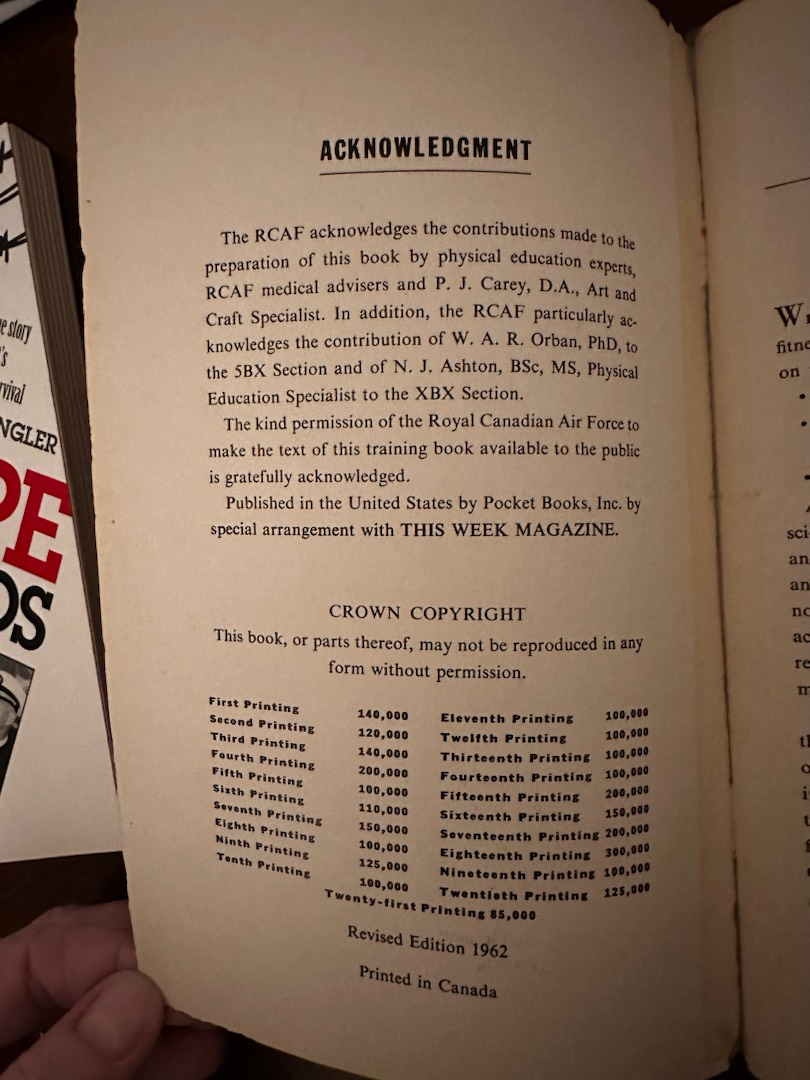 ACKNOWLEDGMENT
The RCAF acknowledges the contributions made to the
preparation of this book by physical education experts,
RCAF medical advisers and P. J. Carey, D.A., Art and
Craft Specialist. In addition, the RCAF particularly ac-
knowledges the contribution of W. A. R. Orban, PhD, to
the 5BX Section and of N. J. Ashton, BSc, MS, Physical
Education Specialist to the XBX Section.
The kind permission of the Royal Canadian Air Force to
make the text of this training book available to the public
is gratefully acknowledged.
Published in the United States by Pocket Books, Inc. by
special arrangement with THIS WEEK MAGAZINE.
CROWN COPYRIGHT
This book, or parts thereof, may not be reproduced in any
form without permission.
First Printing 140,000 Eleventh Printing 100,000
Second Printing 120,000 Twelfth Printing 100,000
Third Printing 140,000 Thirteenth Printing 100,000
Fourth Printing 200,000 Fourteenth Printing 100,000
Fifth Printing 100,000 Fifteenth Printing 200,000
Sixth Printing 110,000 Sixteenth Printing 150,000
Seventh Printing 150,000 Seventeenth Printing 200,000
Eighth Printing 100,000 Eighteenth Printing 300,000
Ninth Printing 125,000 Nineteenth Printing 100,000
Tenth Printing 100,000 Twentieth Printing 125,000
Twenty-first Printing 85,000
Revised Edition 1962
Printed in Canada
story
NGLER
PE
OS
fitne
on
sci
an
an